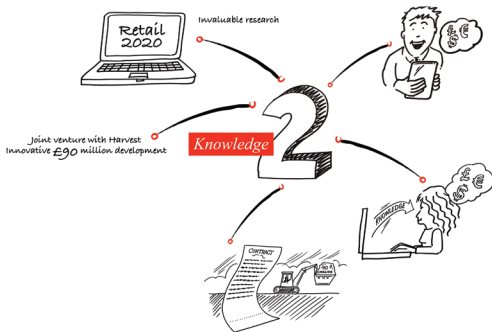 Retail
2020
Invaluable research
$ £ €
Joint venture with Harvest
Innovative £90 million development
Knowledge
2
$ £ €
KNOWLEDGE
CONTRACT